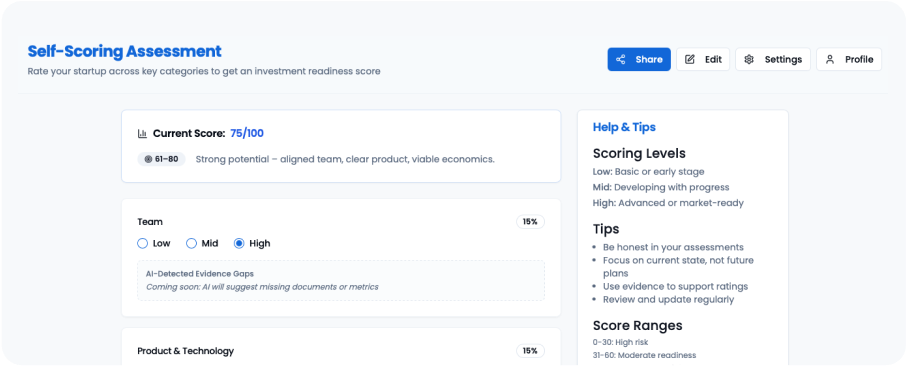 Self-Scoring Assessment
Rate your startup across key categories to get an investment readiness score
Share
Edit
Settings
Profile
Current Score: 75/100
61–80
Strong potential – aligned team, clear product, viable economics.
Team
15%
Low
Mid
High
AI-Detected Evidence Gaps
Coming soon: AI will suggest missing documents or metrics
Product & Technology
15%
Help & Tips
Scoring Levels
Low: Basic or early stage
Mid: Developing with progress
High: Advanced or market-ready
Tips
Be honest in your assessments
Focus on current state, not future
plans
Use evidence to support ratings
Review and update regularly
Score Ranges
0-30: High risk
31-60: Moderate readiness